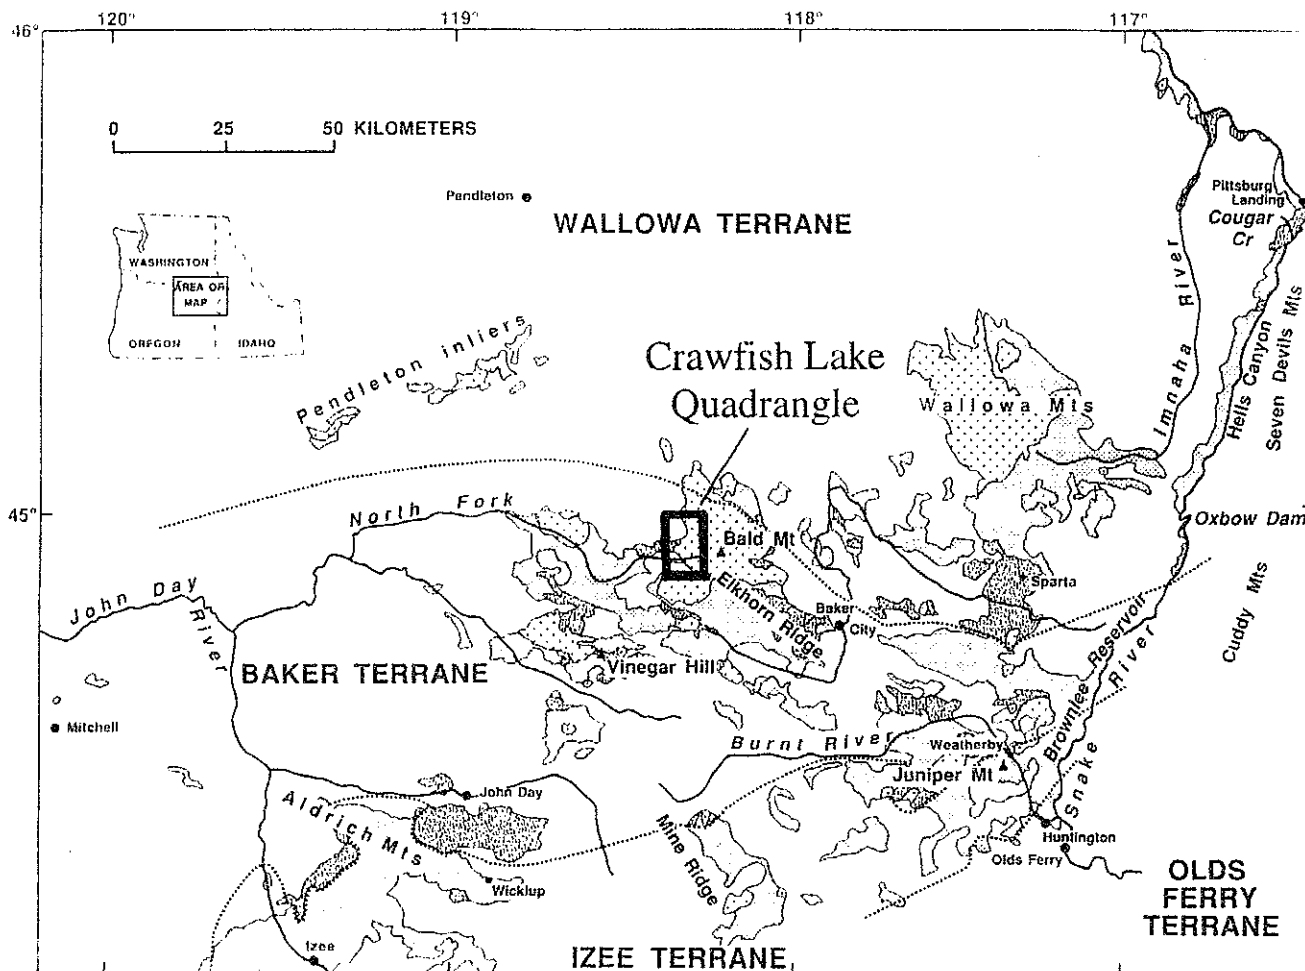 120° 119° 118° 117°
46°
0 25 50 KILOMETERS
Pendleton
WALLOWA TERRANE
Pittsburg
Landing
Cougar
Cr
WASHINGTON
AREA OF
MAP
OREGON IDAHO
Pendleton inliers
Crawfish Lake
Quadrangle
Wallowa Mts
Imnaha River
Hells Canyon
Seven Devils Mts
45°
North Fork
Bald Mt
Oxbow Dam
John Day
River
Elkhorn Ridge
Baker
City
Sparta
Cuddy Mts
BAKER TERRANE
Vinegar Hill
Brownlee Reservoir
Snake River
Mitchell
Burnt River
Weatherby
Juniper Mt
John Day
Aldrich Mts
Mine Ridge
Huntington
Olds Ferry
Wicklup
OLDS
FERRY
TERRANE
Izee
IZEE TERRANE